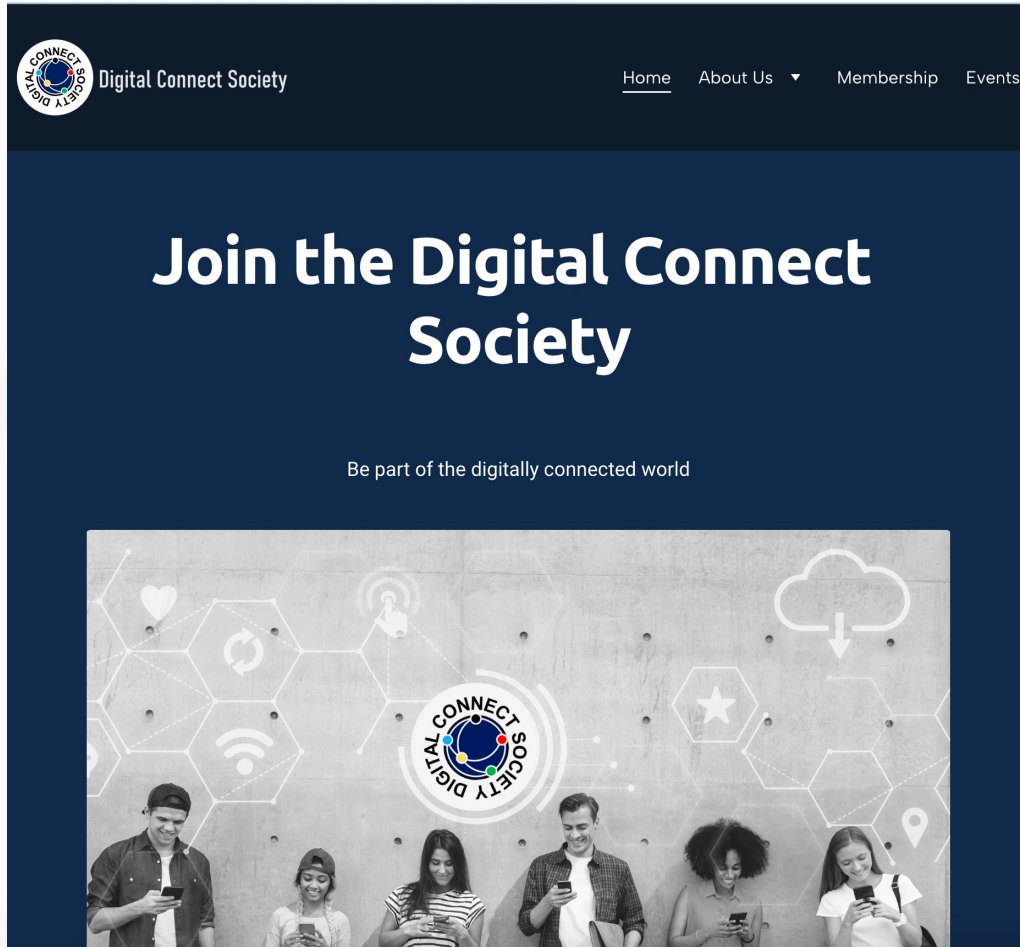 DIGITAL CONNECT SOCIETY
Digital Connect Society
Home About Us Membership Events
Join the Digital Connect
Society
Be part of the digitally connected world
DIGITAL CONNECT SOCIETY